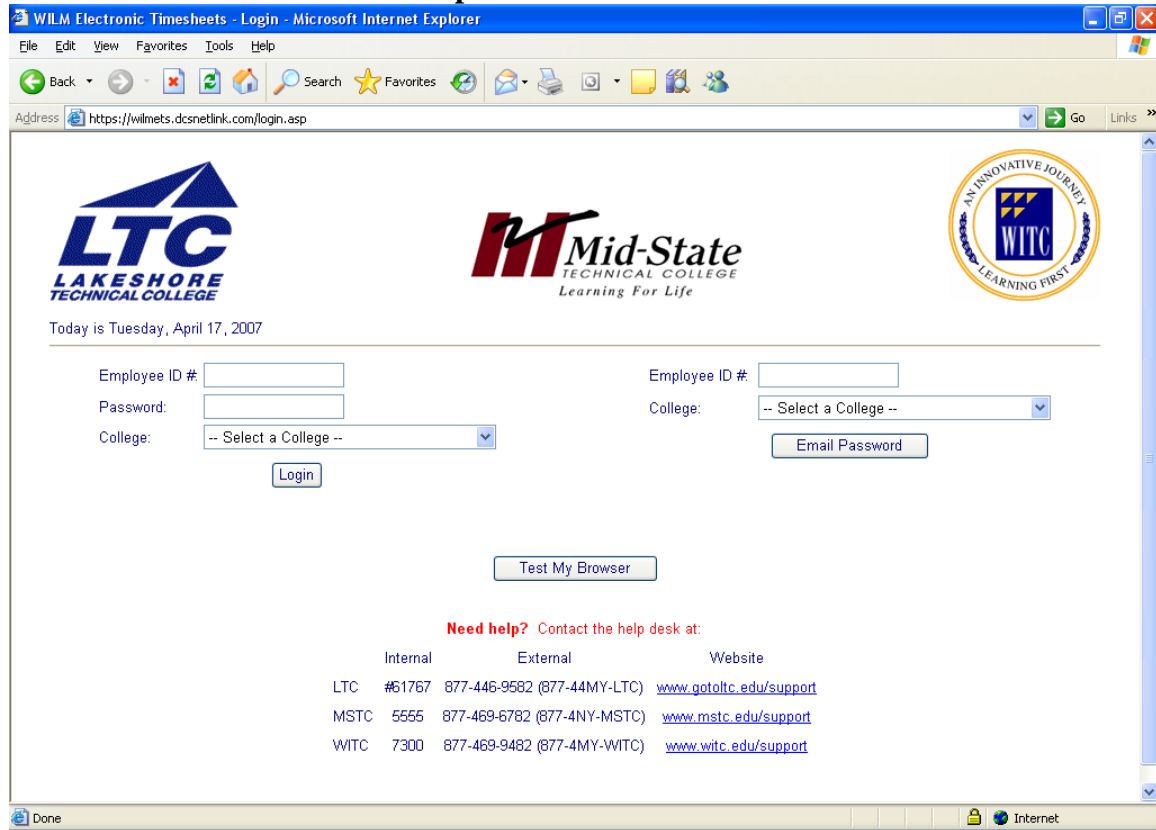 WILM Electronic Timesheets - Login - Microsoft Internet Explorer
File Edit View Favorites Tools Help
Back Search Favorites
Address https://wilmets.dcsnetlink.com/login.asp Go Links »
LTC
LAKESHORE
TECHNICAL COLLEGE
Mid-State
TECHNICAL COLLEGE
Learning For Life
AN INNOVATIVE JOURNEY
WITC
LEARNING FIRST
Today is Tuesday, April 17, 2007
Employee ID #:
Password:
College: -- Select a College --
Login
Employee ID #:
College: -- Select a College --
Email Password
Test My Browser
Need help? Contact the help desk at:
Internal External Website
LTC #61767 877-446-9582 (877-44MY-LTC) www.gotoltc.edu/support
MSTC 5555 877-469-6782 (877-4NY-MSTC) www.mstc.edu/support
WITC 7300 877-469-9482 (877-4MY-WITC) www.witc.edu/support
Done Internet